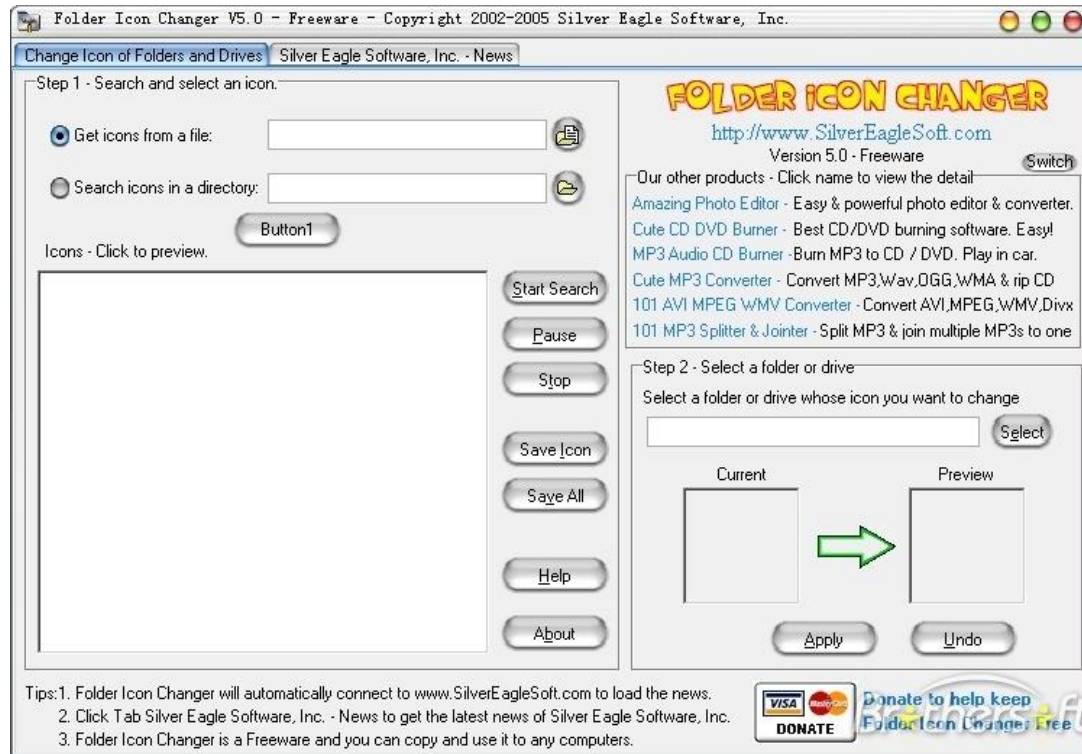 Folder Icon Changer V5.0 - Freeware - Copyright 2002-2005 Silver Eagle Software, Inc.
Change Icon of Folders and Drives
Silver Eagle Software, Inc. - News
Step 1 - Search and select an icon.
Get icons from a file:
Search icons in a directory:
Button1
Icons - Click to preview.
Start Search
Pause
Stop
Save Icon
Save All
Help
About
FOLDER ICON CHANGER
http://www.SilverEagleSoft.com
Version 5.0 - Freeware
Switch
Our other products - Click name to view the detail
Amazing Photo Editor - Easy & powerful photo editor & converter.
Cute CD DVD Burner - Best CD/DVD burning software. Easy!
MP3 Audio CD Burner -Burn MP3 to CD / DVD. Play in car.
Cute MP3 Converter - Convert MP3,Wav,OGG,WMA & rip CD
101 AVI MPEG WMV Converter - Convert AVI,MPEG,WMV,Divx
101 MP3 Splitter & Jointer - Split MP3 & join multiple MP3s to one
Step 2 - Select a folder or drive
Select a folder or drive whose icon you want to change
Select
Current
Preview
Apply
Undo
Tips:1. Folder Icon Changer will automatically connect to www.SilverEagleSoft.com to load the news.
2. Click Tab Silver Eagle Software, Inc. - News to get the latest news of Silver Eagle Software, Inc.
3. Folder Icon Changer is a Freeware and you can copy and use it to any computers.
VISA
MasterCard
DONATE
Donate to help keep
Folder Icon Changer Free